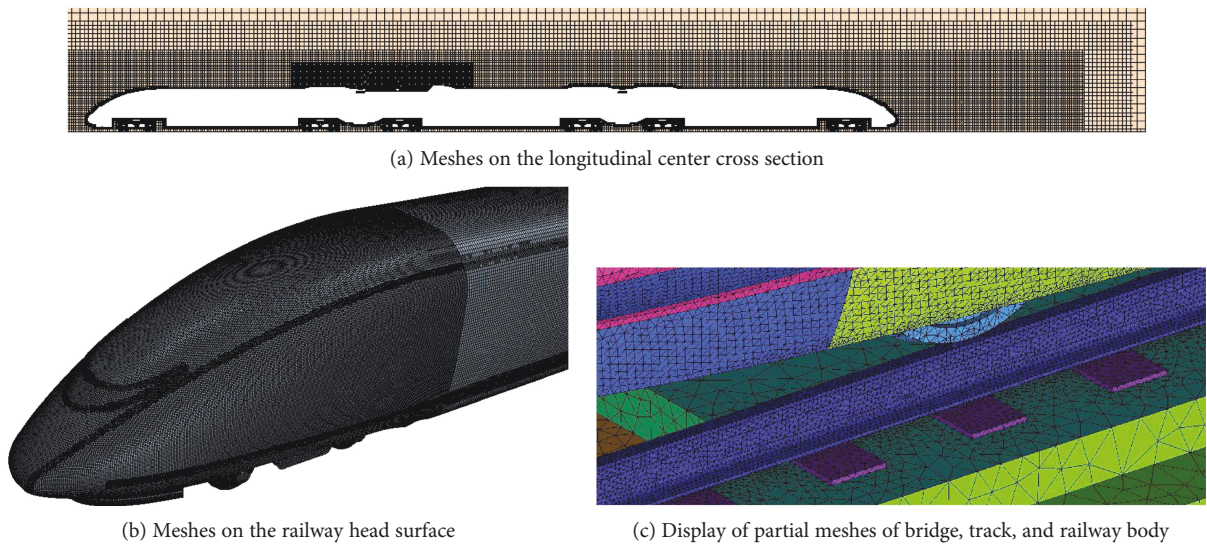 (a) Meshes on the longitudinal center cross section
(b) Meshes on the railway head surface
(c) Display of partial meshes of bridge, track, and railway body